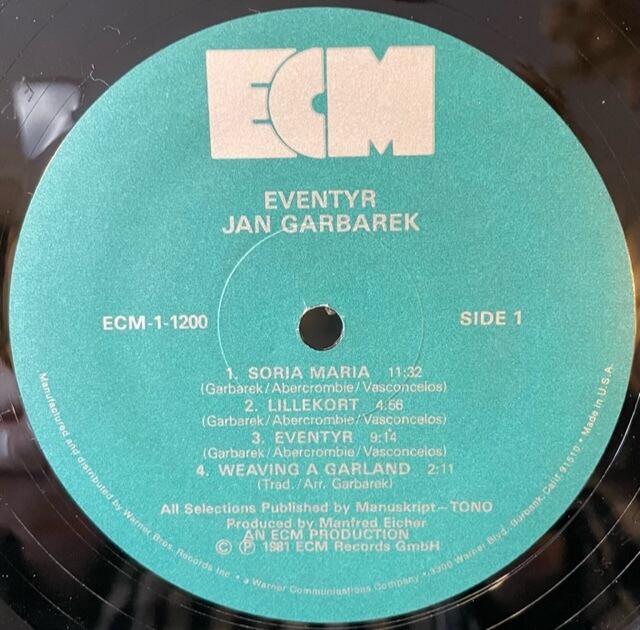 ECM
EVENTYR
JAN GARBAREK
ECM-1-1200
SIDE 1
1. SORIA MARIA 11:32
(Garbarek/Abercrombie/Vasconcelos)
2. LILLEKORT 4:56
(Garbarek/Abercrombie/Vasconcelos)
3. EVENTYR 9:14
(Garbarek/Abercrombie/Vasconcelos)
4. WEAVING A GARLAND 2:11
(Trad./Arr. Garbarek)
All Selections Published by Manuskript—TONO
Produced by Manfred Eicher
AN ECM PRODUCTION
© ℗ 1981 ECM Records GmbH
Manufactured and distributed by Warner Bros. Records Inc. • a Warner Communications Company • 3300 Warner Blvd., Burbank, Calif. 91510 • Made in U.S.A.